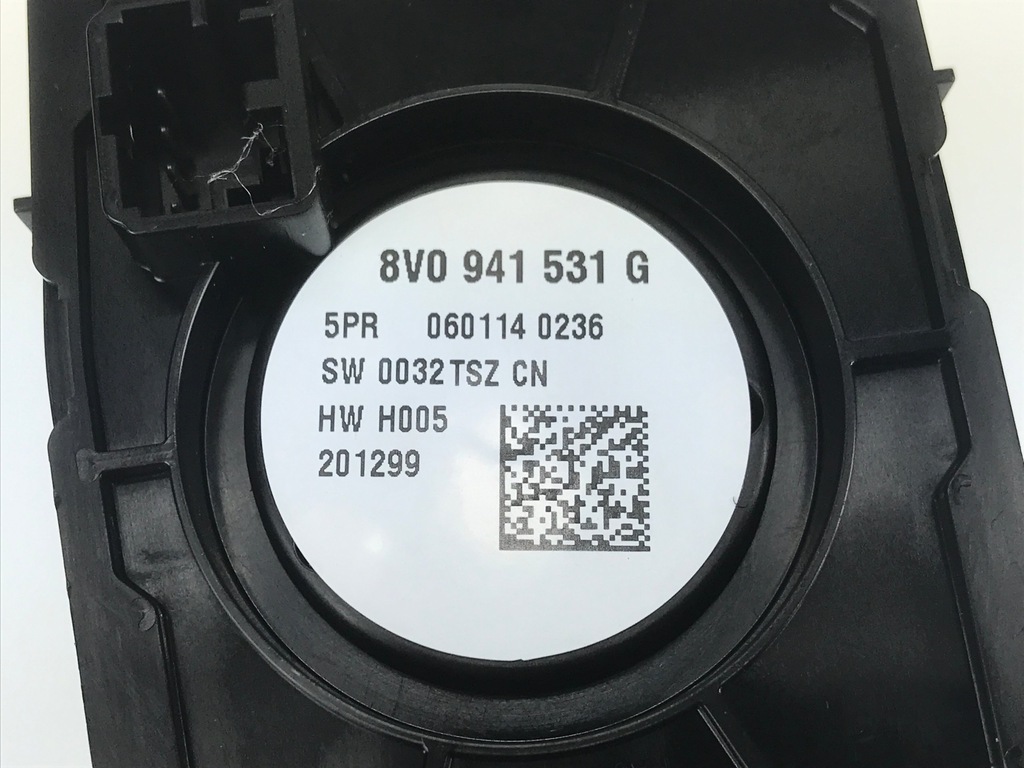 8V0 941 531 G
5PR 060114 0236
SW 0032TSZ CN
HW H005
201299